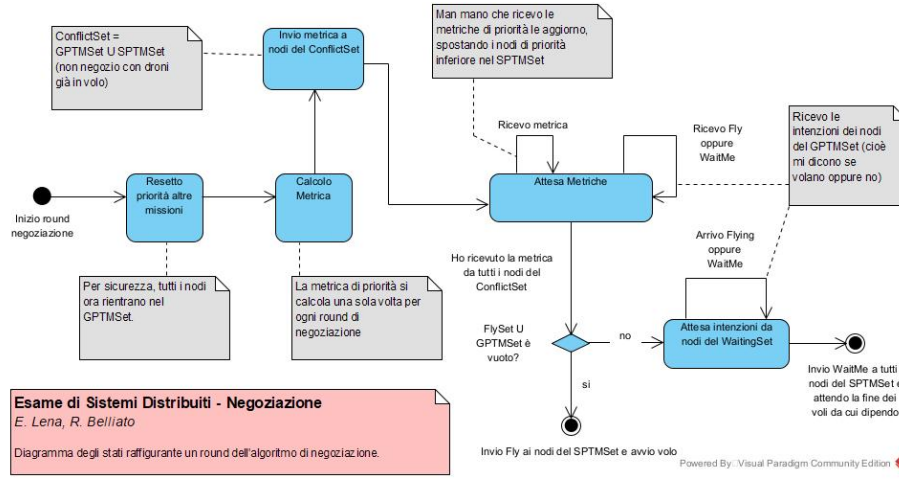 ConflictSet =
GPTMSet U SPTMSet
(non negozio con droni
già in volo)
Invio metrica a
nodi del ConflictSet
Man mano che ricevo le
metriche di priorità le aggiorno,
spostando i nodi di priorità
inferiore nel SPTMSet
Ricevo le
intenzioni dei nodi
del GPTMSet (cioè
mi dicono se
volano oppure no)
Ricevo metrica
Ricevo Fly
oppure
WaitMe
Inizio round
negoziazione
Resetto
priorità altre
missioni
Calcolo
Metrica
Attesa Metriche
Per sicurezza, tutti i nodi
ora rientrano nel
GPTMSet.
La metrica di priorità si
calcola una sola volta per
ogni round di
negoziazione
Ho ricevuto la metrica
da tutti i nodi del
ConflictSet
Arrivo Flying
oppure
WaitMe
FlySet U
GPTMSet è
vuoto?
no
Attesa intenzioni da
nodi del WaitingSet
si
Invio WaitMe a tutti
nodi del SPTMSet e
attendo la fine dei
voli da cui dipendo
Invio Fly ai nodi del SPTMSet e avvio volo
Esame di Sistemi Distribuiti - Negoziazione
E. Lena, R. Belliato
Diagramma degli stati raffigurante un round dell'algoritmo di negoziazione.
Powered By Visual Paradigm Community Edition